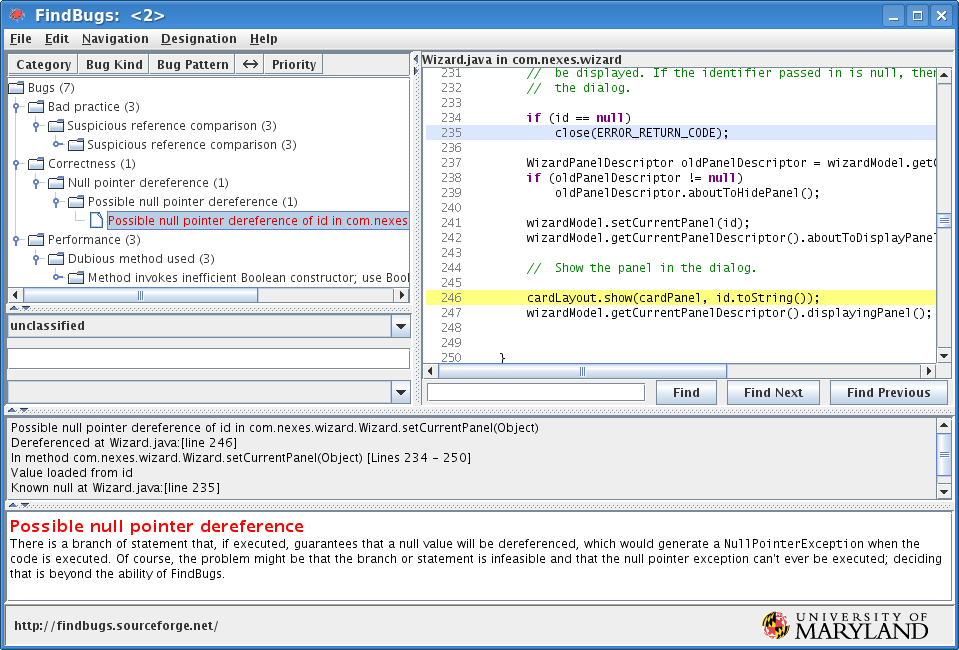 FindBugs: <2>
File Edit Navigation Designation Help
Category Bug Kind Bug Pattern <-> Priority
Bugs (7)
Bad practice (3)
Suspicious reference comparison (3)
Suspicious reference comparison (3)
Correctness (1)
Null pointer dereference (1)
Possible null pointer dereference (1)
Possible null pointer dereference of id in com.nexes
Performance (3)
Dubious method used (3)
Method invokes inefficient Boolean constructor; use Bool
unclassified
Wizard.java in com.nexes.wizard
231 // be displayed. If the identifier passed in is null, then
232 // the dialog.
233
234 if (id == null)
235 close(ERROR_RETURN_CODE);
236
237 WizardPanelDescriptor oldPanelDescriptor = wizardModel.getC
238 if (oldPanelDescriptor != null)
239 oldPanelDescriptor.aboutToHidePanel();
240
241 wizardModel.setCurrentPanel(id);
242 wizardModel.getCurrentPanelDescriptor().aboutToDisplayPanel
243
244 // Show the panel in the dialog.
245
246 cardLayout.show(cardPanel, id.toString());
247 wizardModel.getCurrentPanelDescriptor().displayingPanel();
248
249
250 }
Find Find Next Find Previous
Possible null pointer dereference of id in com.nexes.wizard.Wizard.setCurrentPanel(Object)
Dereferenced at Wizard.java:[line 246]
In method com.nexes.wizard.Wizard.setCurrentPanel(Object) [Lines 234 - 250]
Value loaded from id
Known null at Wizard.java:[line 235]
Possible null pointer dereference
There is a branch of statement that, if executed, guarantees that a null value will be dereferenced, which would generate a NullPointerException when the
code is executed. Of course, the problem might be that the branch or statement is infeasible and that the null pointer exception can't ever be executed; deciding
that is beyond the ability of FindBugs.
http://findbugs.sourceforge.net/
UNIVERSITY OF
MARYLAND